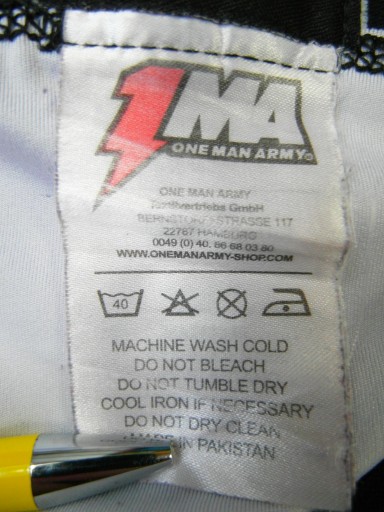 1MA
ONE MAN ARMY®
ONE MAN ARMY
Textilvertriebs GmbH
BERNSTORFFSTRASSE 117
22767 HAMBURG
0049 (0) 40. 86 68 03 80
WWW.ONEMANARMY-SHOP.COM
40
MACHINE WASH COLD
DO NOT BLEACH
DO NOT TUMBLE DRY
COOL IRON IF NECESSARY
DO NOT DRY CLEAN
MADE IN PAKISTAN